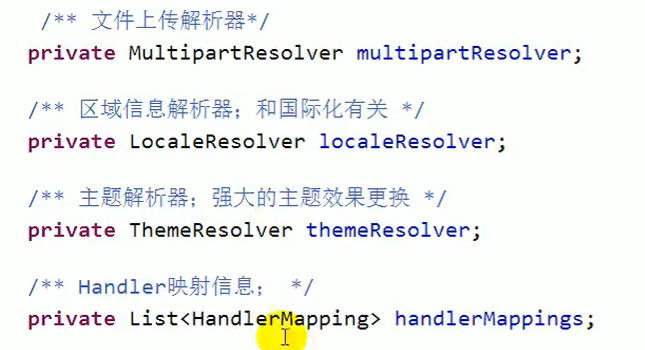 /** 文件上传解析器*/
private MultipartResolver multipartResolver;
/** 区域信息解析器；和国际化有关 */
private LocaleResolver localeResolver;
/** 主题解析器；强大的主题效果更换 */
private ThemeResolver themeResolver;
/** Handler映射信息； */
private List<HandlerMapping> handlerMappings;